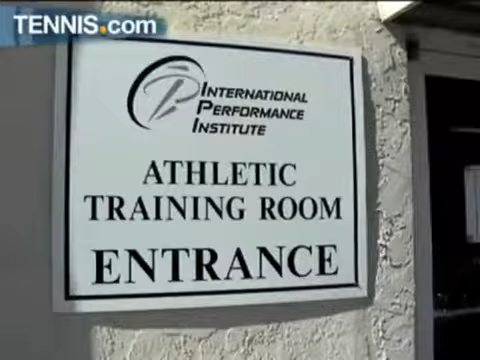 TENNIS.com
INTERNATIONAL
PERFORMANCE
INSTITUTE
ATHLETIC
TRAINING ROOM
ENTRANCE